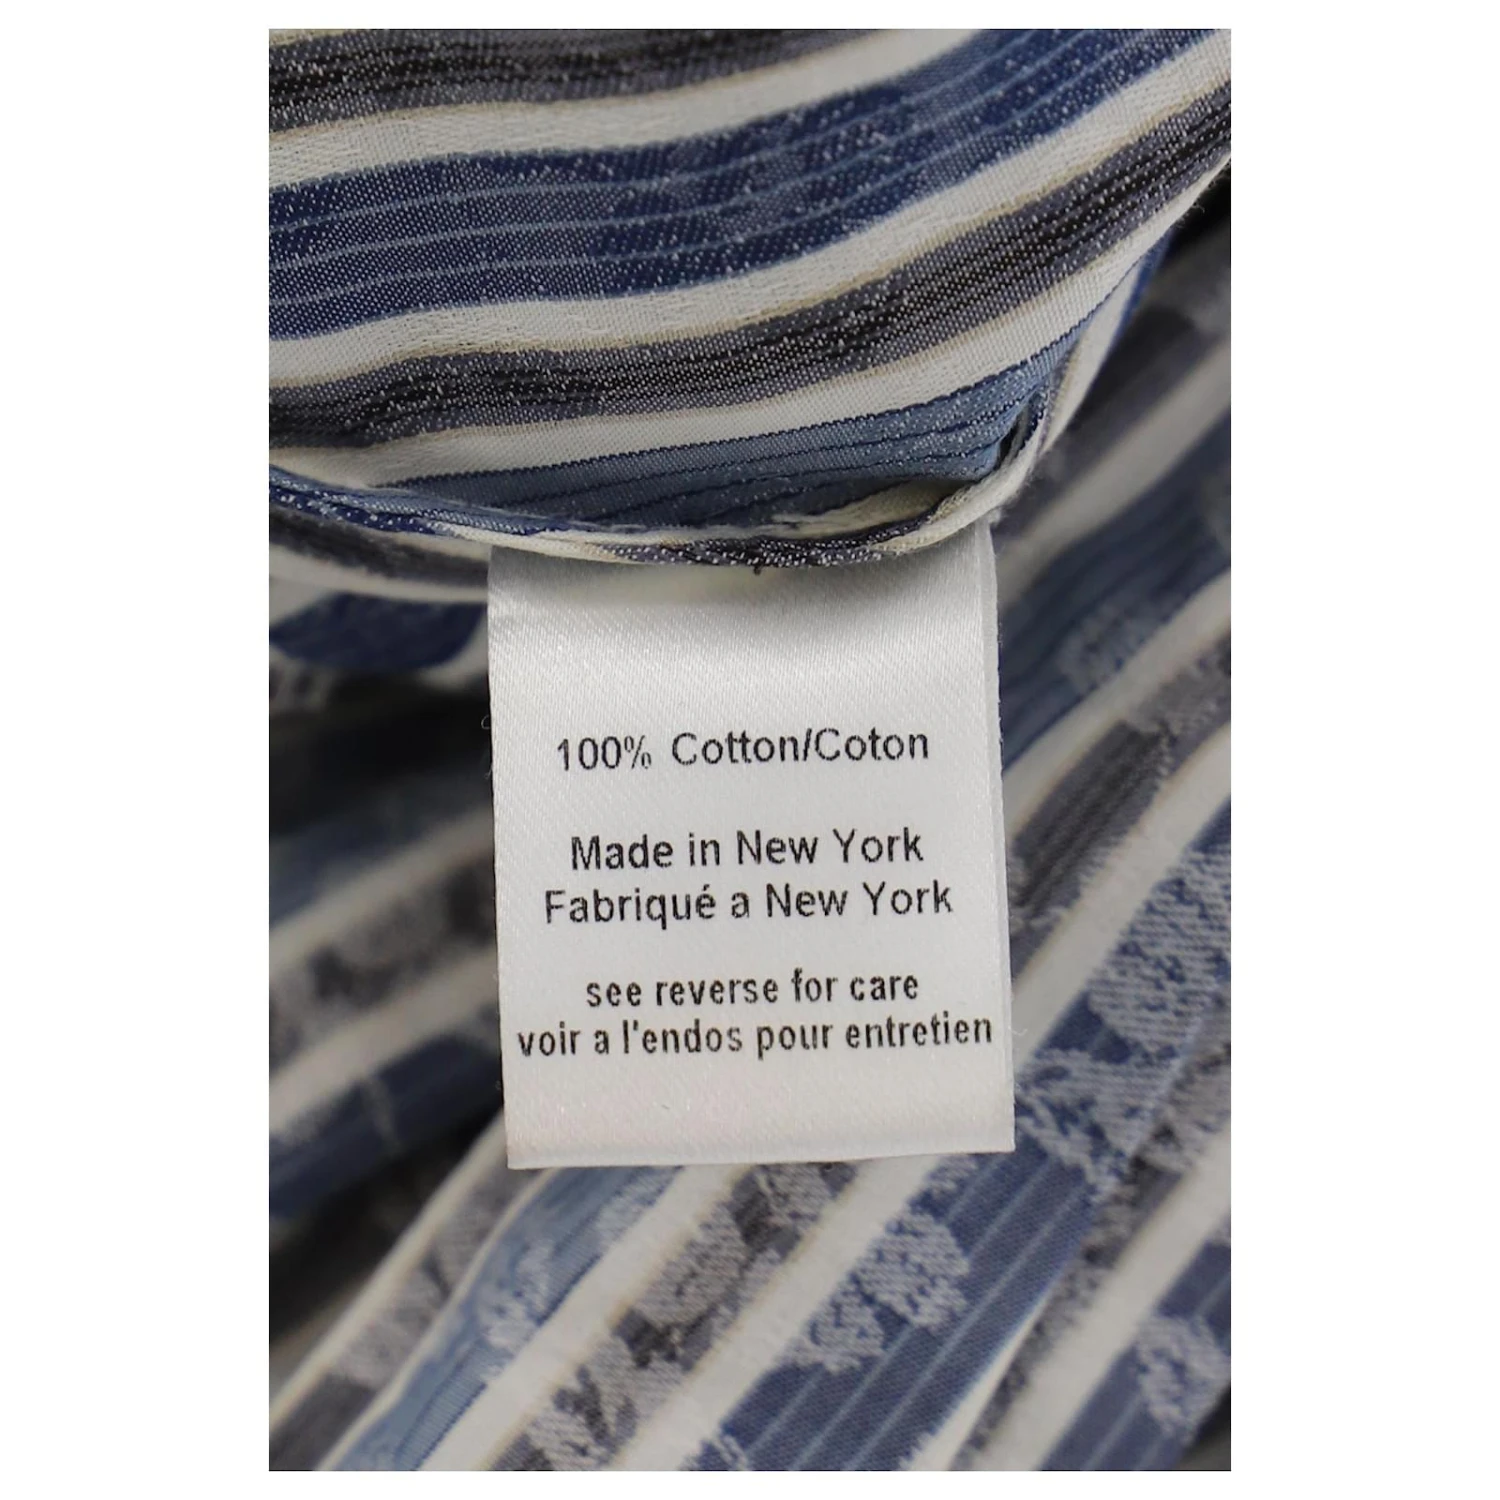 100% Cotton/Coton
Made in New York
Fabriqué a New York
see reverse for care
voir a l'endos pour entretien